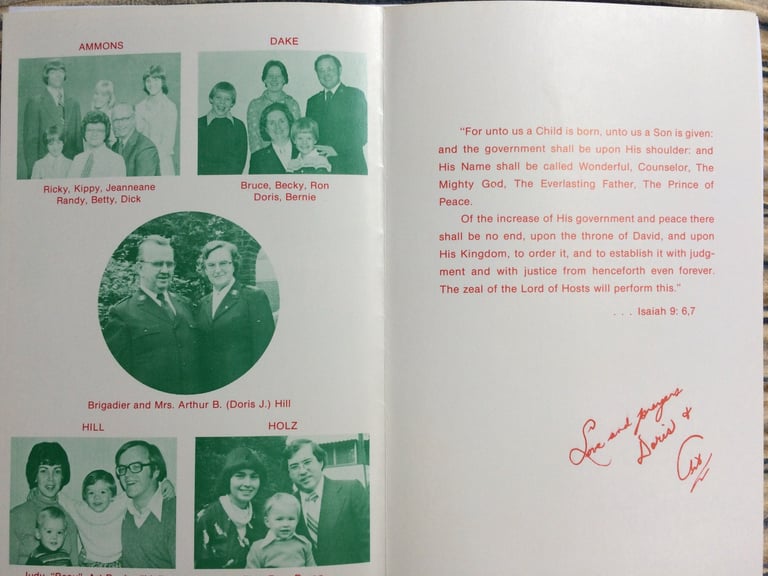 AMMONS
DAKE
Ricky, Kippy, Jeanneane
Randy, Betty, Dick
Bruce, Becky, Ron
Doris, Bernie
Brigadier and Mrs. Arthur B. (Doris J.) Hill
HILL
HOLZ
"For unto us a Child is born, unto us a Son is given:
and the government shall be upon His shoulder: and
His Name shall be called Wonderful, Counselor, The
Mighty God, The Everlasting Father, The Prince of
Peace.
Of the increase of His government and peace there
shall be no end, upon the throne of David, and upon
His Kingdom, to order it, and to establish it with judg-
ment and with justice from henceforth even forever.
The zeal of the Lord of Hosts will perform this."
. . . Isaiah 9: 6,7
Love and prayers
Doris &
Art